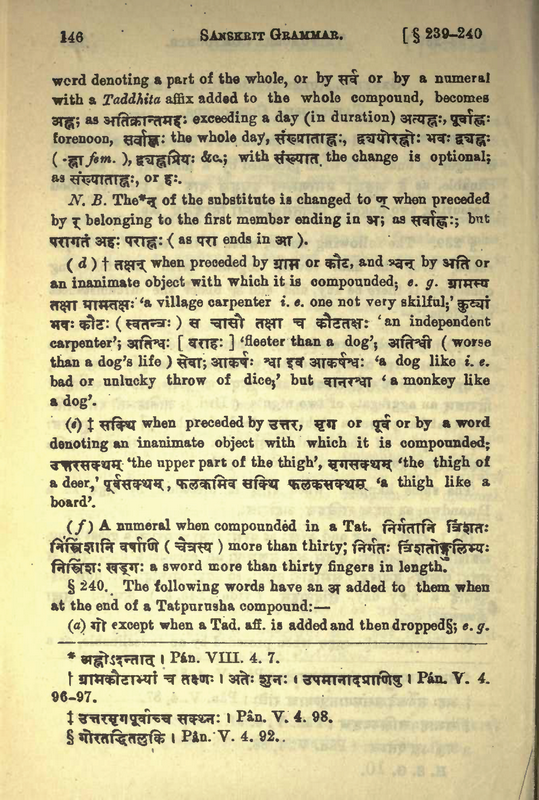 146 SANSKRIT GRAMMAR. [ § 239–240
word denoting a part of the whole, or by सर्व or by a numeral
with a Taddhita affix added to the whole compound, becomes
अह्न; as अतिक्रान्तमहः exceeding a day (in duration) अत्यह्नः, पूर्वाह्णः
forenoon, सर्वाह्णः the whole day, संख्याताह्नः, द्वयोरह्नोः भवः द्व्यह्नः
( -ह्ना fem. ), द्व्यह्नप्रियः &c.; with संख्यात the change is optional;
as संख्याताह्नः, or हः.
N. B. The*न् of the substitute is changed to ण् when preceded
by र् belonging to the first member ending in अ; as सर्वाह्णः; but
परागतं अहः पराह्नः ( as परा ends in आ ).
( d ) † तक्षन् when preceded by ग्राम or कौट, and श्वन् by अति or
an inanimate object with which it is compounded; e. g. ग्रामस्य
तक्षा ग्रामतक्षः 'a village carpenter i. e. one not very skilful,' कुट्यां
भवः कौटः ( स्वतन्त्रः ) स चासौ तक्षा च कौटतक्षः 'an independent
carpenter'; अतिश्वः [ वराहः ] 'fleeter than a dog', अतिश्वी ( worse
than a dog's life ) सेवा; आकर्षः श्वा इव आकर्षश्वः 'a dog like i. e.
bad or unlucky throw of dice;' but वानरश्वा 'a monkey like
a dog'.
(e) ‡ सक्थि when preceded by उत्तर, मृग or पूर्व or by a word
denoting an inanimate object with which it is compounded;
उत्तरसक्थम् 'the upper part of the thigh', मृगसक्थम् 'the thigh of
a deer,' पूर्वसक्थम्, फलकमिव सक्थि फलकसक्थम् 'a thigh like a
board'.
(f) A numeral when compounded in a Tat. निर्गतानि त्रिंशतः
निस्त्रिंशानि वर्षाणि ( चैत्रस्य ) more than thirty; निर्गतः त्रिंशतोङ्गुलिभ्यः
निस्त्रिंशः खड्गः a sword more than thirty fingers in length.
§ 240. The following words have an अ added to them when
at the end of a Tatpurusha compound:—
(a) गो except when a Tad. aff. is added and then dropped§; e. g.
* अह्नोऽदन्तात् । Pán. VIII. 4. 7.
† ग्रामकौटाभ्यां च तक्ष्णः । अतेः शुनः । उपमानादप्राणिषु । Pán. V. 4.
96-97.
‡ उत्तरमृगपूर्वाच्च सक्थ्नः । Pân. V. 4. 98.
§ गोरतद्धितलुकि । Pân. V. 4. 92.